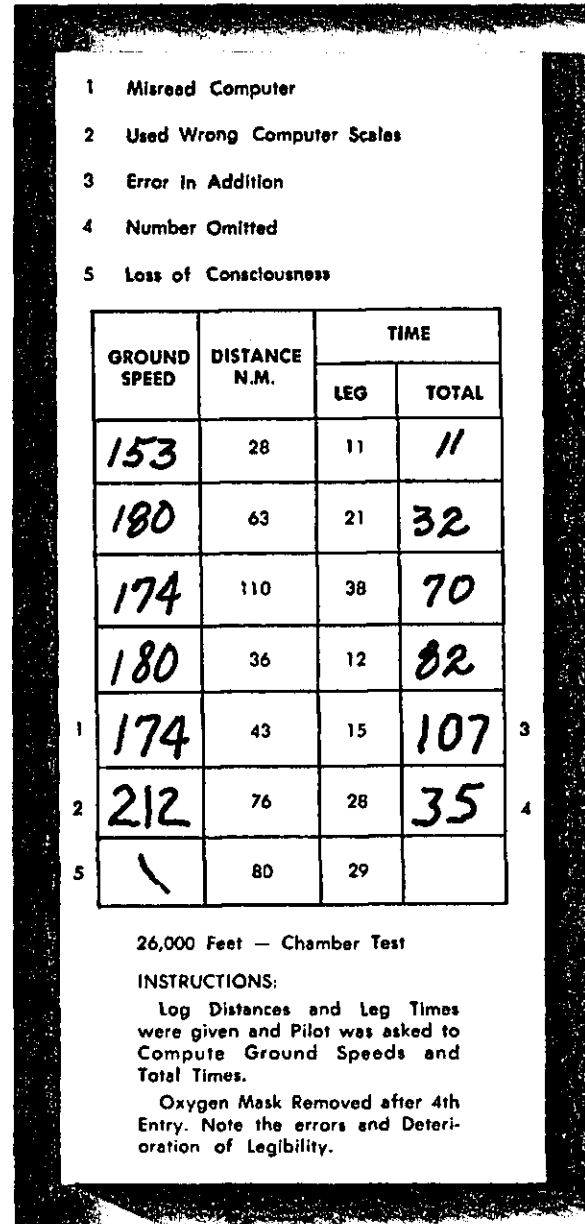 1 Misread Computer
2 Used Wrong Computer Scales
3 Error in Addition
4 Number Omitted
5 Loss of Consciousness
GROUND SPEED DISTANCE N.M. TIME
LEG TOTAL
153 28 11 11
180 63 21 32
174 110 38 70
180 36 12 82
1 174 43 15 107 3
2 212 76 28 35 4
5 \ 80 29
26,000 Feet — Chamber Test
INSTRUCTIONS:
Log Distances and Leg Times
were given and Pilot was asked to
Compute Ground Speeds and
Total Times.
Oxygen Mask Removed after 4th
Entry. Note the errors and Deteri-
oration of Legibility.